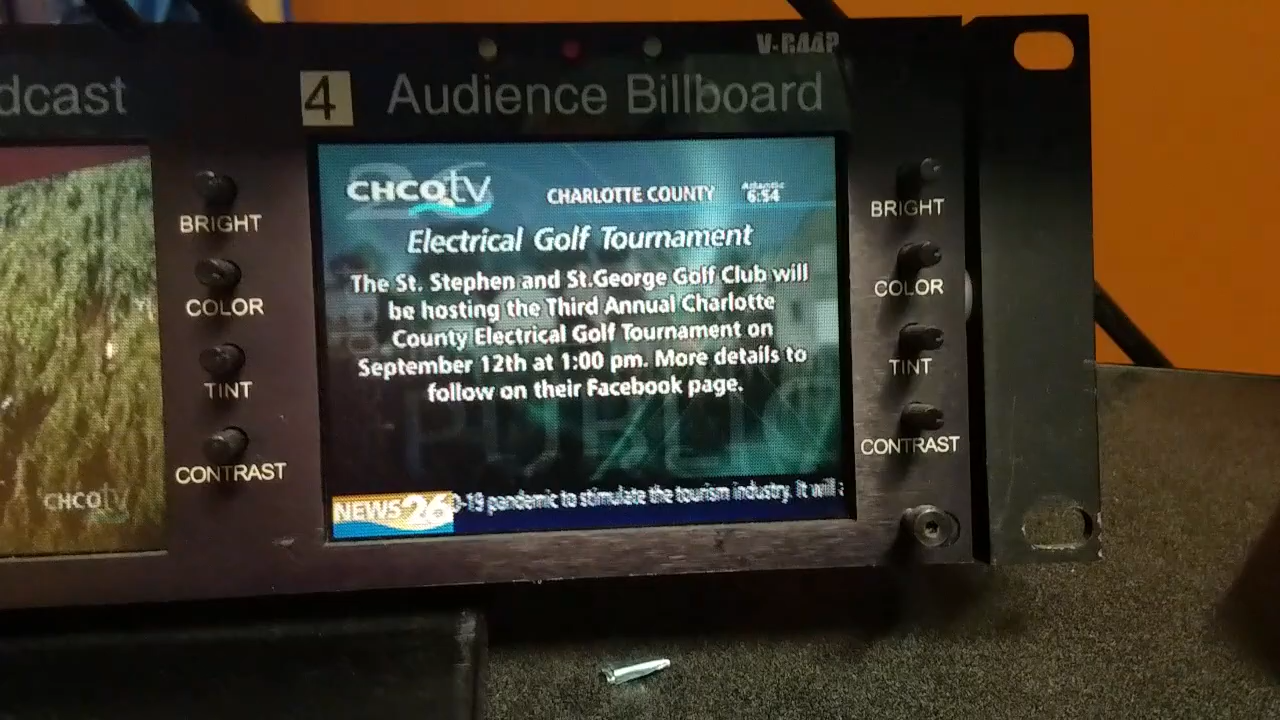 V-R44P
dcast
4 Audience Billboard
CHCOtv
CHARLOTTE COUNTY
Atlantic
6:54
Electrical Golf Tournament
The St. Stephen and St.George Golf Club will
be hosting the Third Annual Charlotte
County Electrical Golf Tournament on
September 12th at 1:00 pm. More details to
follow on their Facebook page.
PUBLIC
NEWS 26
-19 pandemic to stimulate the tourism industry. It will
BRIGHT
COLOR
TINT
CONTRAST
BRIGHT
COLOR
TINT
CONTRAST
CHCOtv